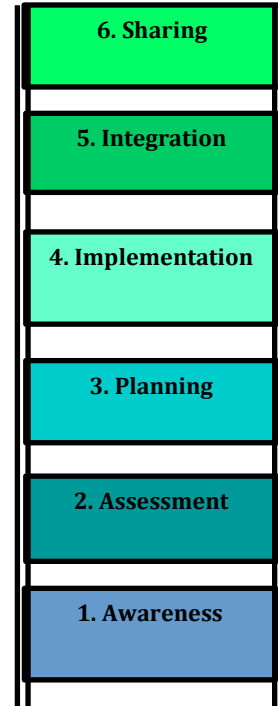 6. Sharing
5. Integration
4. Implementation
3. Planning
2. Assessment
1. Awareness